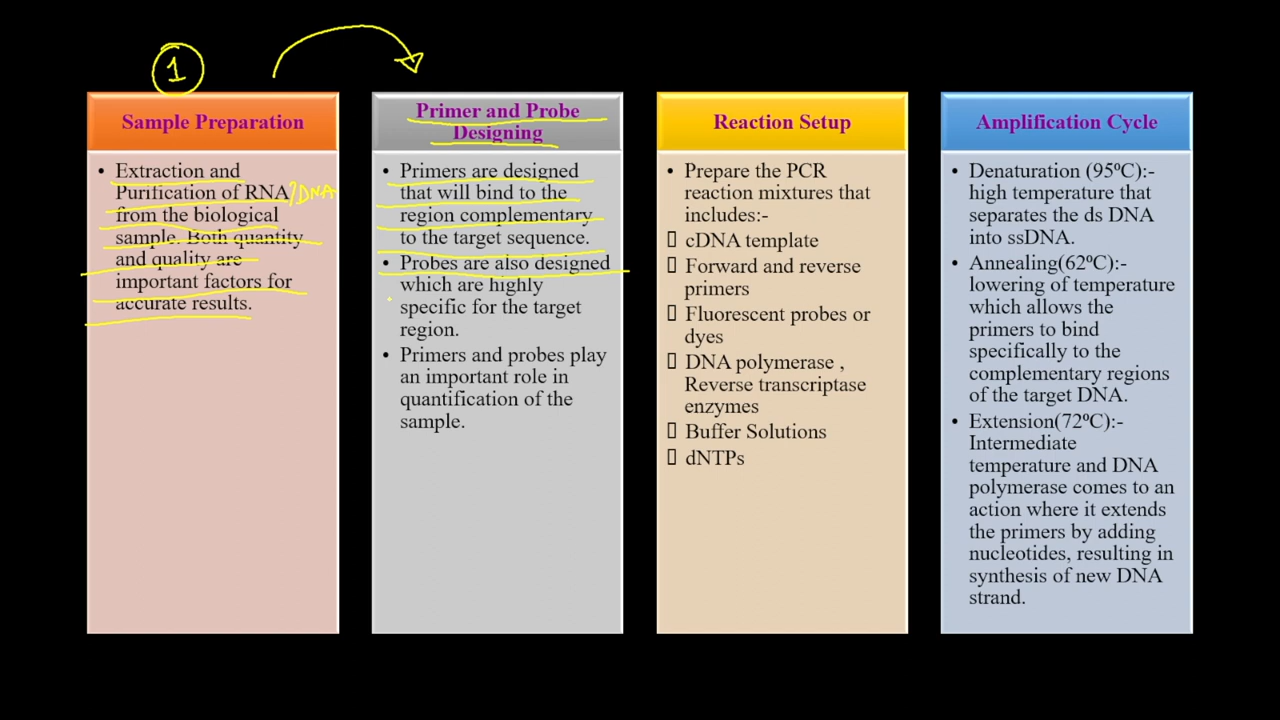 1
Sample Preparation
• Extraction and
Purification of RNA/DNA
from the biological
sample. Both quantity
and quality are
important factors for
accurate results.
Primer and Probe
Designing
• Primers are designed
that will bind to the
region complementary
to the target sequence.
• Probes are also designed
which are highly
specific for the target
region.
• Primers and probes play
an important role in
quantification of the
sample.
Reaction Setup
• Prepare the PCR
reaction mixtures that
includes:-
▯ cDNA template
▯ Forward and reverse
primers
▯ Fluorescent probes or
dyes
▯ DNA polymerase ,
Reverse transcriptase
enzymes
▯ Buffer Solutions
▯ dNTPs
Amplification Cycle
• Denaturation (95ºC):-
high temperature that
separates the ds DNA
into ssDNA.
• Annealing(62ºC):-
lowering of temperature
which allows the
primers to bind
specifically to the
complementary regions
of the target DNA.
• Extension(72ºC):-
Intermediate
temperature and DNA
polymerase comes to an
action where it extends
the primers by adding
nucleotides, resulting in
synthesis of new DNA
strand.